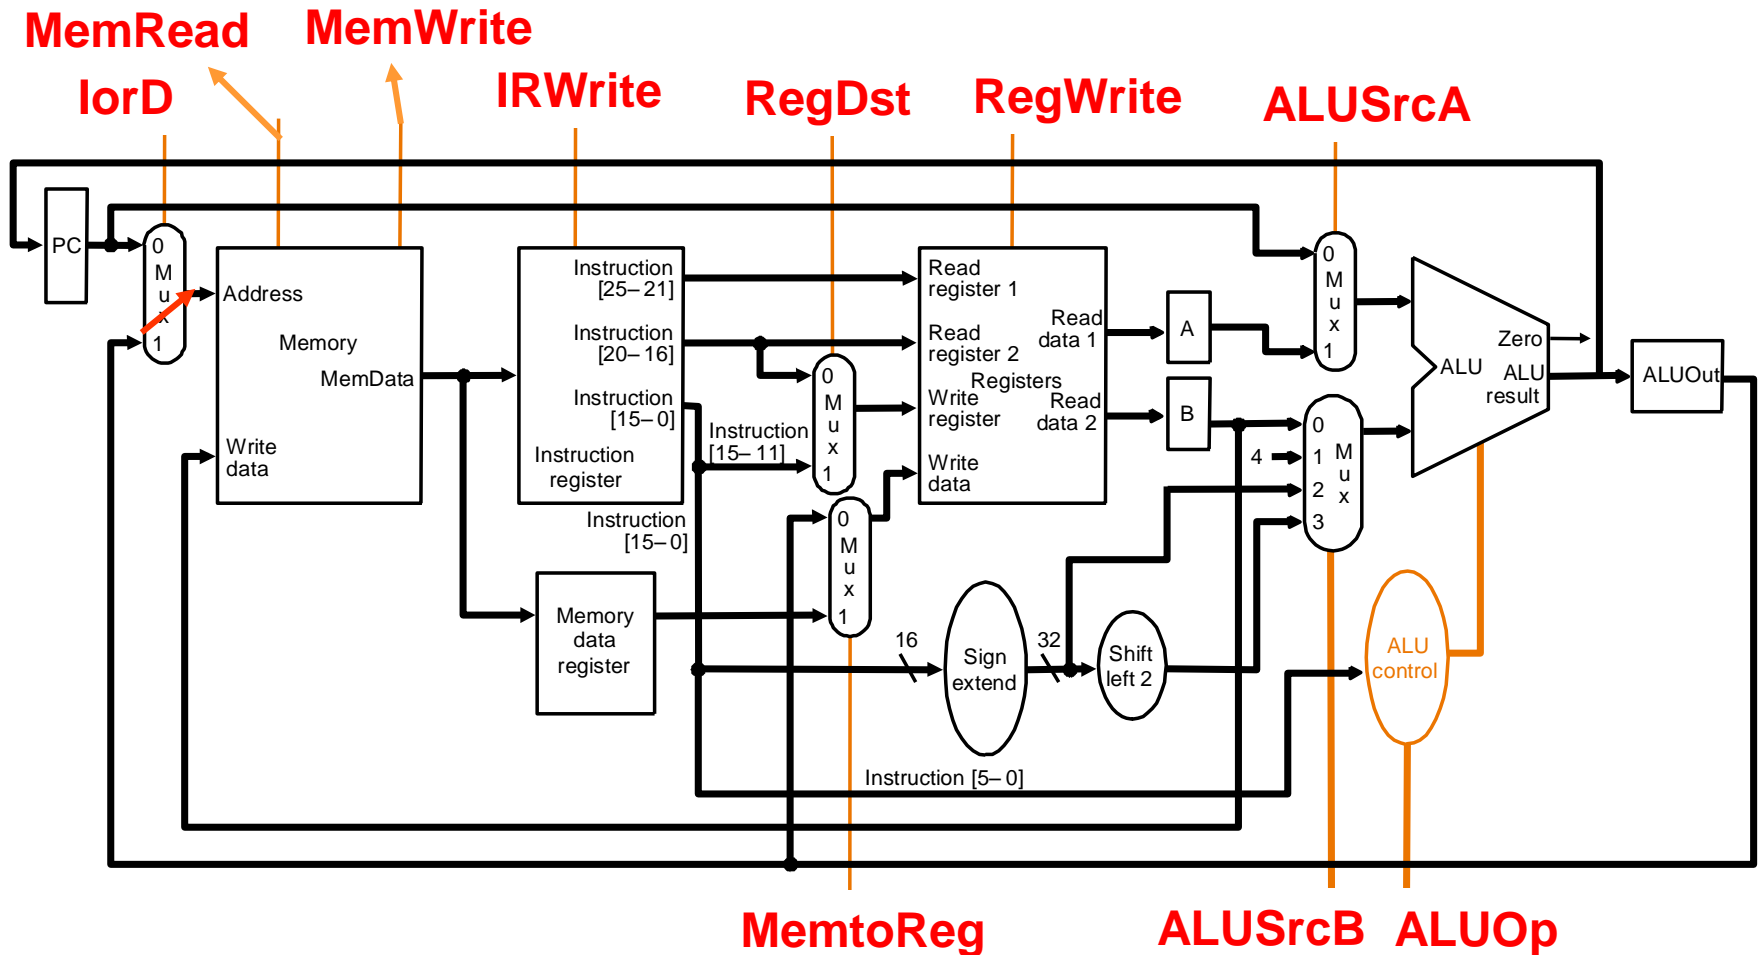 MemRead
MemWrite
IorD
IRWrite
RegDst
RegWrite
ALUSrcA
PC
0
M
u
x
1
Address
Memory
MemData
Write
data
Instruction
[25–21]
Instruction
[20–16]
Instruction
[15–0]
Instruction
register
Instruction
[15–11]
Instruction
[15–0]
0
M
u
x
1
0
M
u
x
1
Memory
data
register
Read
register 1
Read
register 2
Registers
Write
register
Write
data
Read
data 1
Read
data 2
A
B
4
0
M
u
x
1
0
1
2
3
M
u
x
Zero
ALU
ALU
result
ALUOut
16
Sign
extend
32
Shift
left 2
ALU
control
Instruction [5–0]
MemtoReg
ALUSrcB
ALUOp